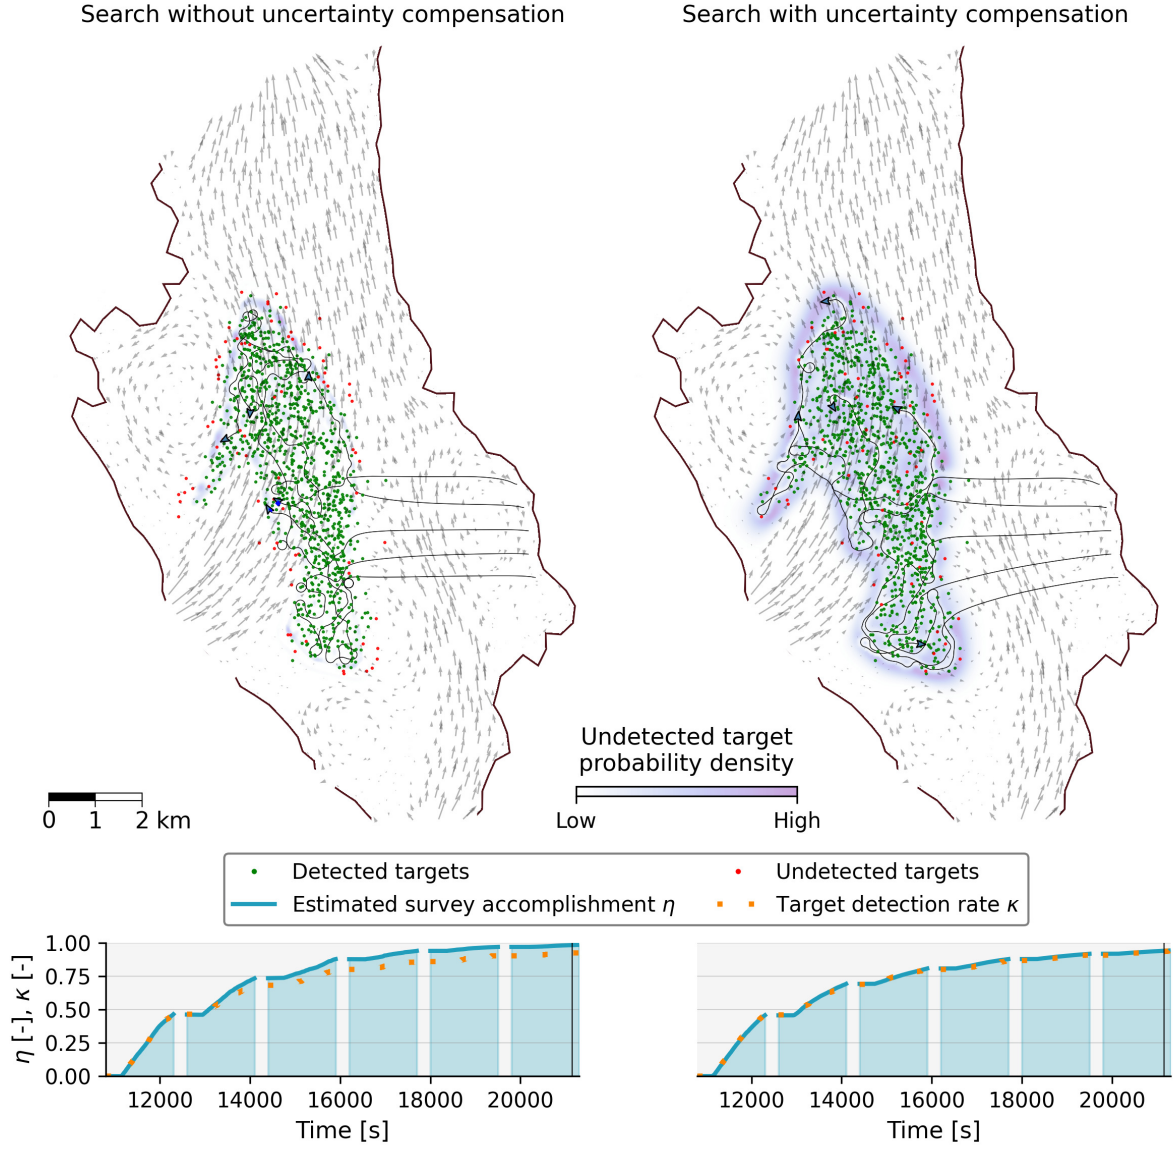 Search without uncertainty compensation
Search with uncertainty compensation
Undetected target
probability density
Low
High
0 1 2 km
Detected targets
Undetected targets
Estimated survey accomplishment η
Target detection rate κ
η [-], κ [-]
1.00
0.75
0.50
0.25
0.00
12000 14000 16000 18000 20000
Time [s]
12000 14000 16000 18000 20000
Time [s]